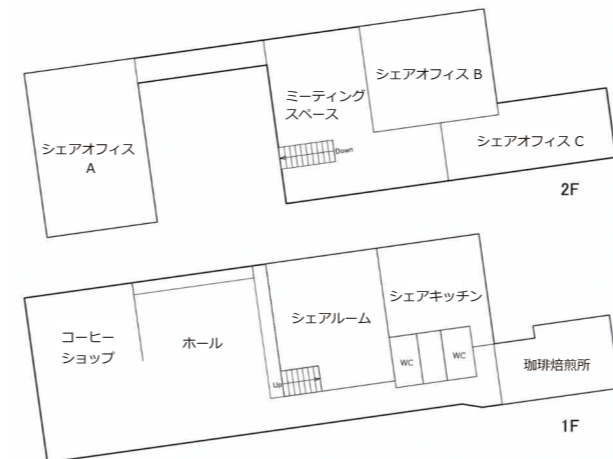 シェアオフィス B
ミーティング
スペース
シェアオフィス
A
シェアオフィス C
Down
2F
シェアキッチン
シェアルーム
コーヒー
ショップ
ホール
WC
WC
珈琲焙煎所
Up
1F